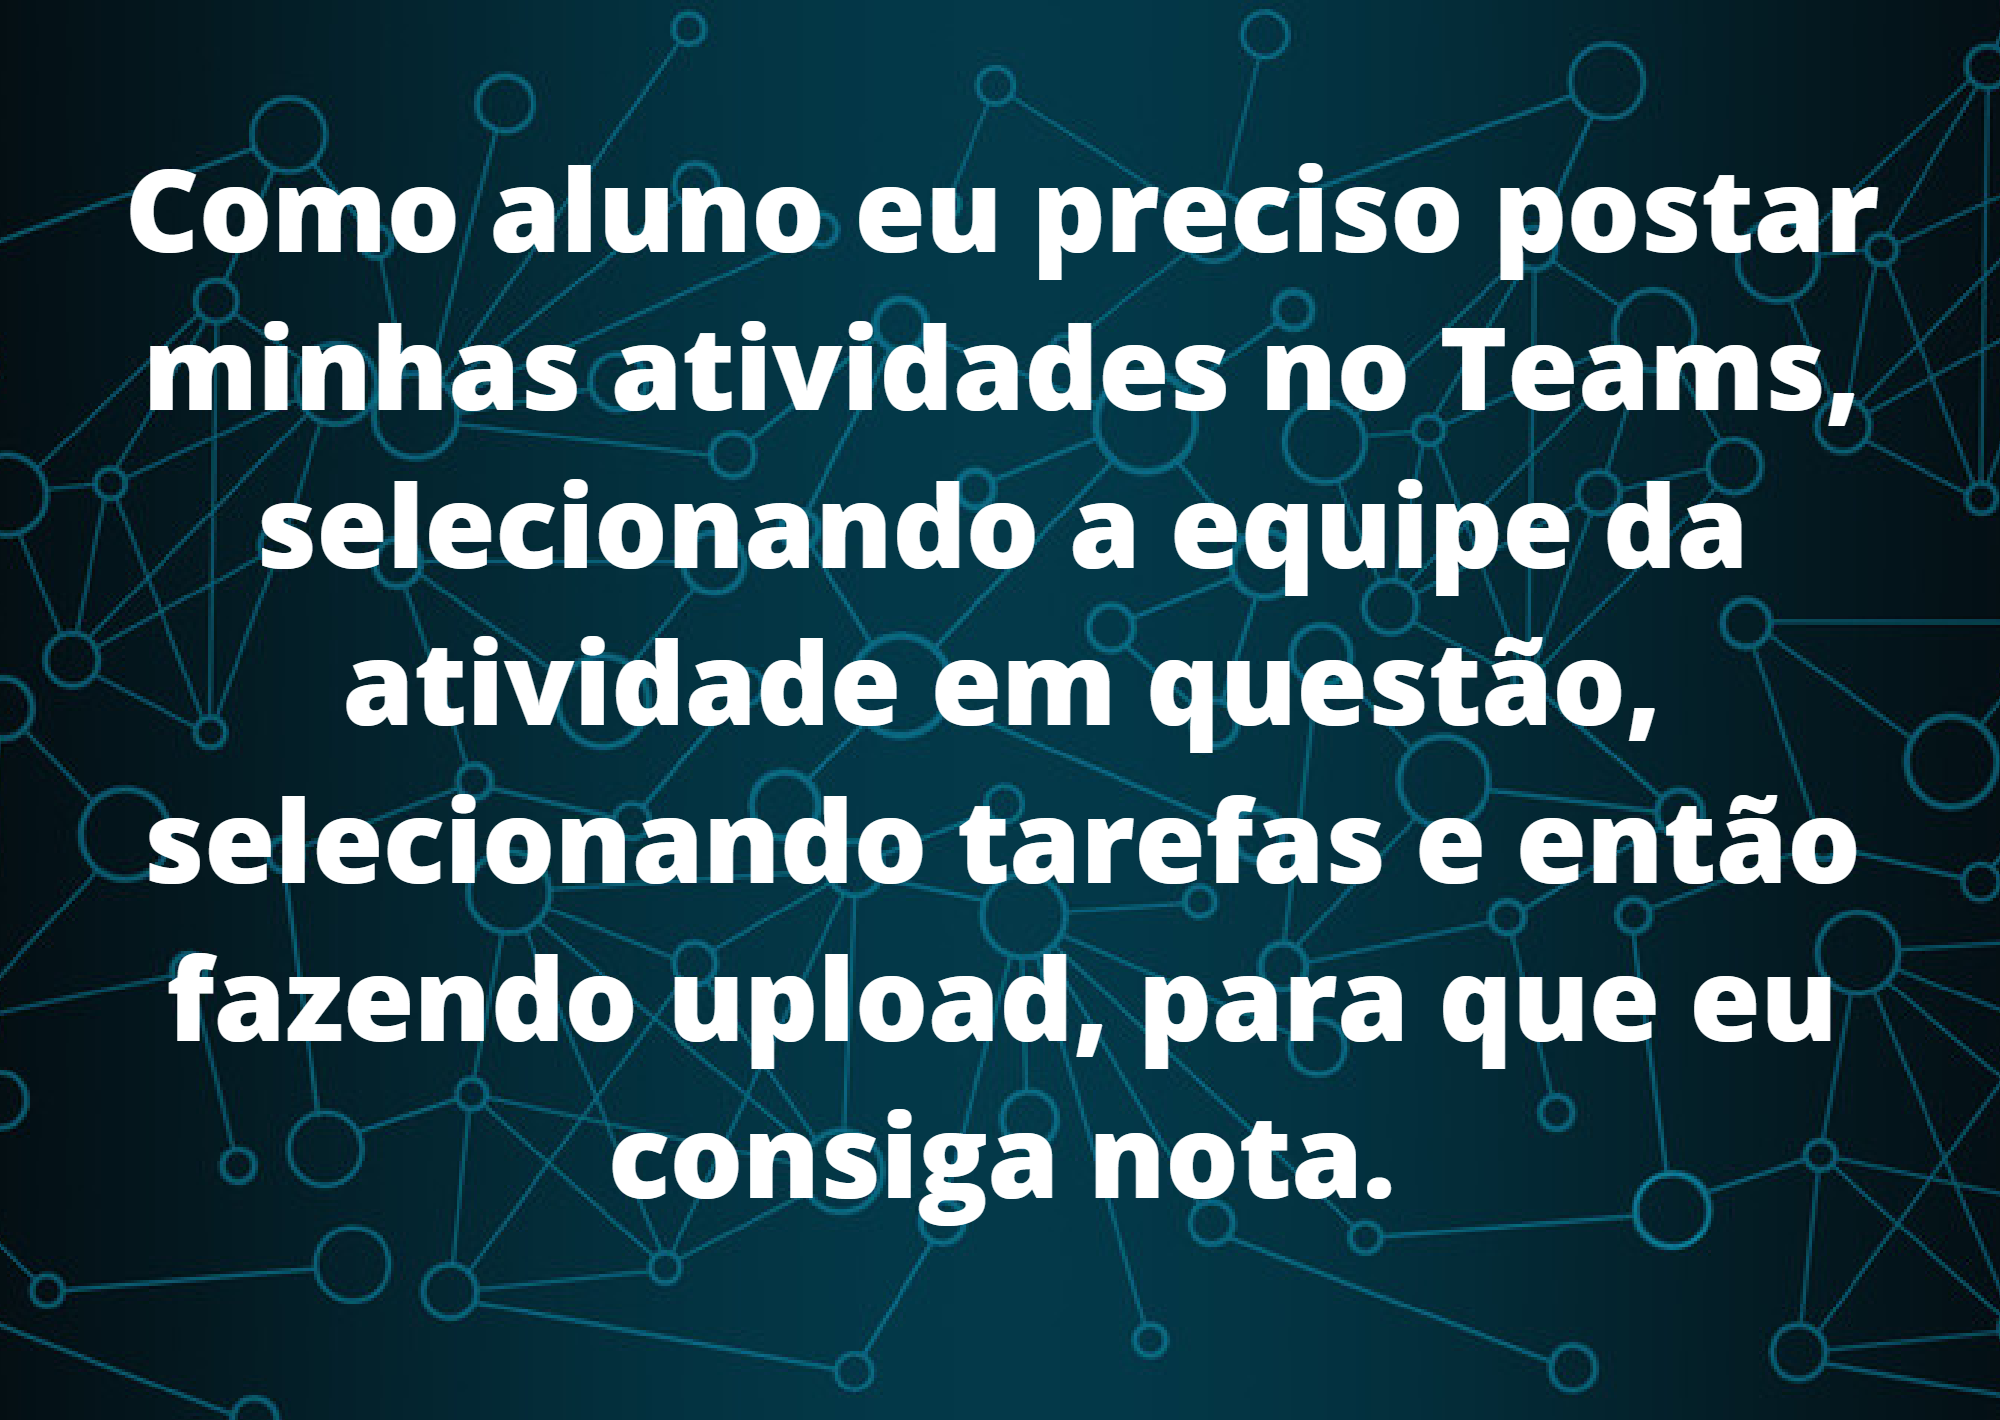 Como aluno eu preciso postar
minhas atividades no Teams,
selecionando a equipe da
atividade em questão,
selecionando tarefas e então
fazendo upload, para que eu
consiga nota.